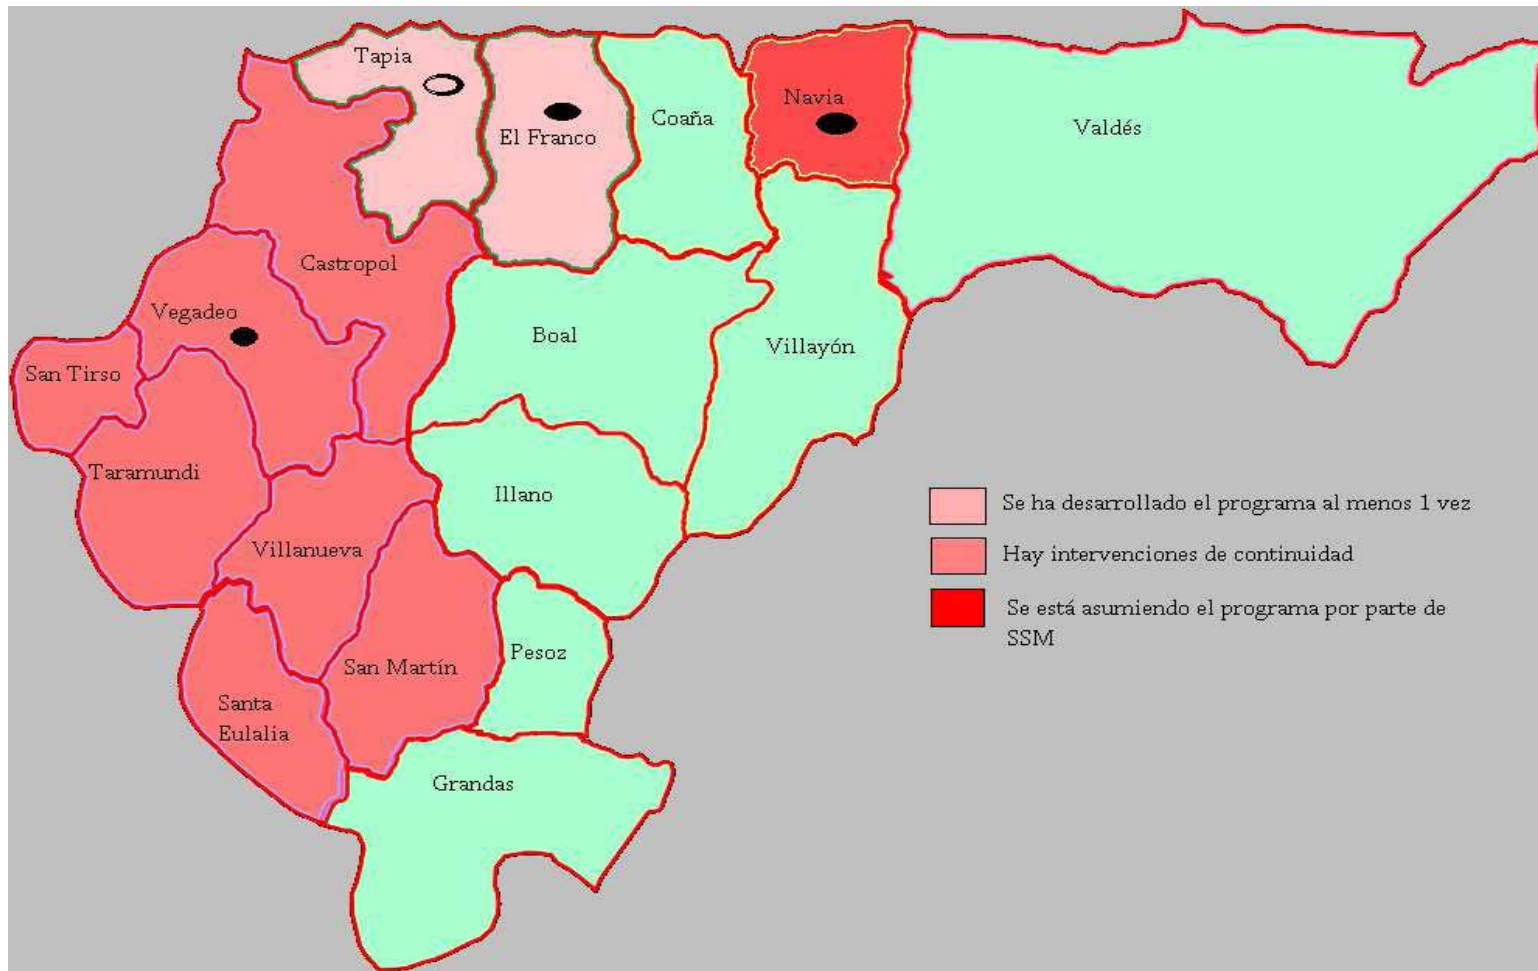 Tapia
El Franco
Coaña
Navia
Valdés
Castropol
Vegadeo
San Tirso
Boal
Villayón
Taramundi
Illano
Villanueva
San Martín
Pesoz
Santa
Eulalia
Grandas
Se ha desarrollado el programa al menos 1 vez
Hay intervenciones de continuidad
Se está asumiendo el programa por parte de
SSM